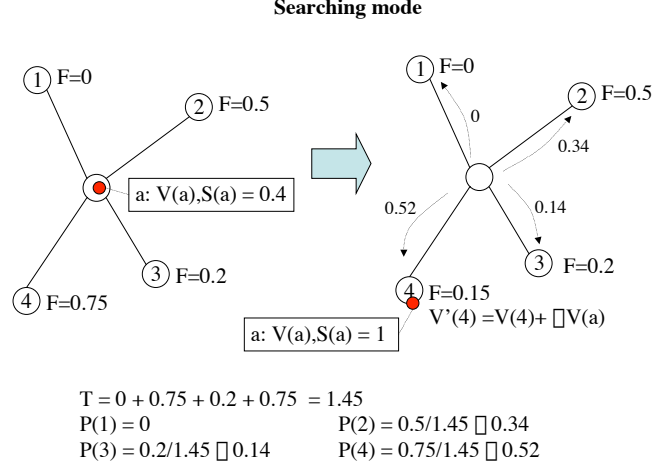 Searching mode
1 F=0
2 F=0.5
a: V(a),S(a) = 0.4
3 F=0.2
4 F=0.75
1 F=0
2 F=0.5
0
0.34
0.52
0.14
3 F=0.2
4 F=0.15
V’(4) =V(4)+ □V(a)
a: V(a),S(a) = 1
T = 0 + 0.75 + 0.2 + 0.75 = 1.45
P(1) = 0
P(2) = 0.5/1.45 □ 0.34
P(3) = 0.2/1.45 □ 0.14
P(4) = 0.75/1.45 □ 0.52